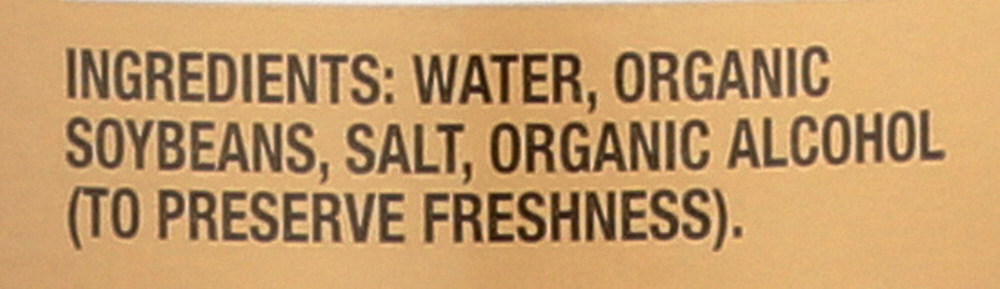 INGREDIENTS: WATER, ORGANIC
SOYBEANS, SALT, ORGANIC ALCOHOL
(TO PRESERVE FRESHNESS).